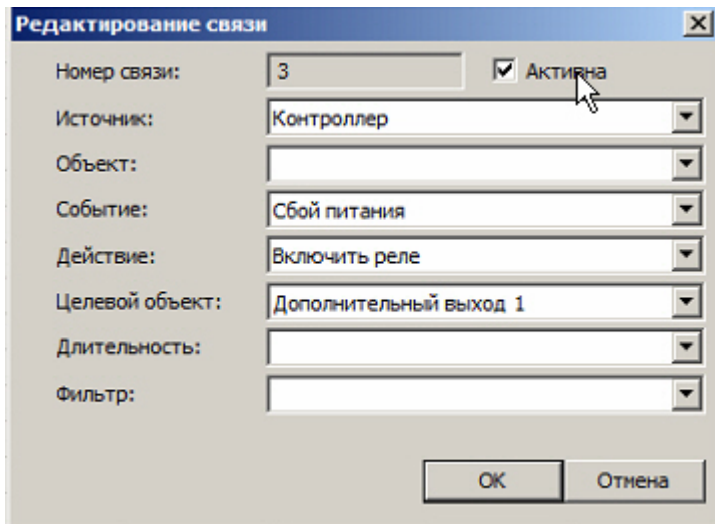 Редактирование связи
Номер связи: 3 Активна
Источник: Контроллер
Объект:
Событие: Сбой питания
Действие: Включить реле
Целевой объект: Дополнительный выход 1
Длительность:
Фильтр:
OK Отмена